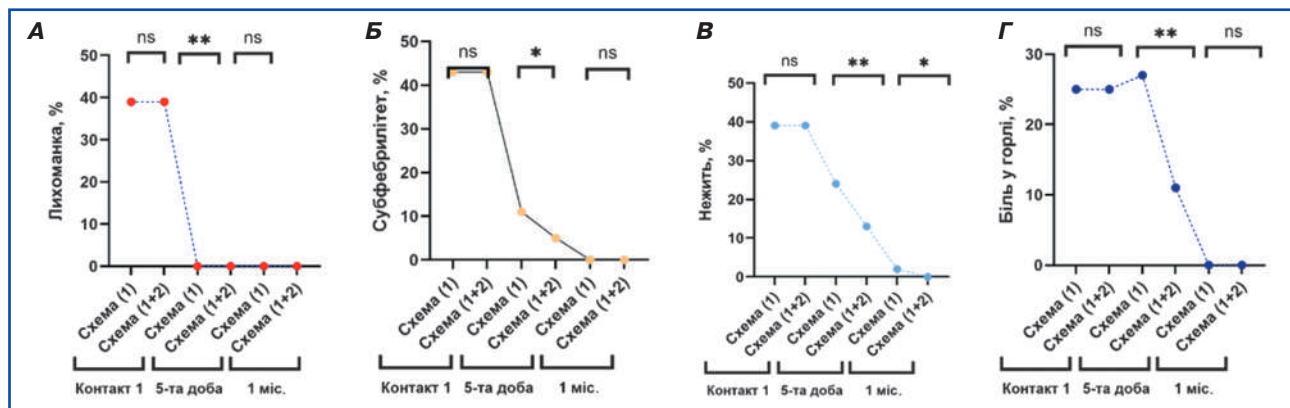 А
ns
**
ns
Лихоманка, %
50
40
30
20
10
0
Схема (1)
Схема (1+2)
Схема (1)
Схема (1+2)
Схема (1)
Схема (1+2)
Контакт 1
5-та доба
1 міс.
Б
ns
*
ns
Субфебрилітет, %
50
40
30
20
10
0
Схема (1)
Схема (1+2)
Схема (1)
Схема (1+2)
Схема (1)
Схема (1+2)
Контакт 1
5-та доба
1 міс.
В
ns
**
*
Нежить, %
50
40
30
20
10
0
Схема (1)
Схема (1+2)
Схема (1)
Схема (1+2)
Схема (1)
Схема (1+2)
Контакт 1
5-та доба
1 міс.
Г
ns
**
ns
Біль у горлі, %
30
20
10
0
Схема (1)
Схема (1+2)
Схема (1)
Схема (1+2)
Схема (1)
Схема (1+2)
Контакт 1
5-та доба
1 міс.